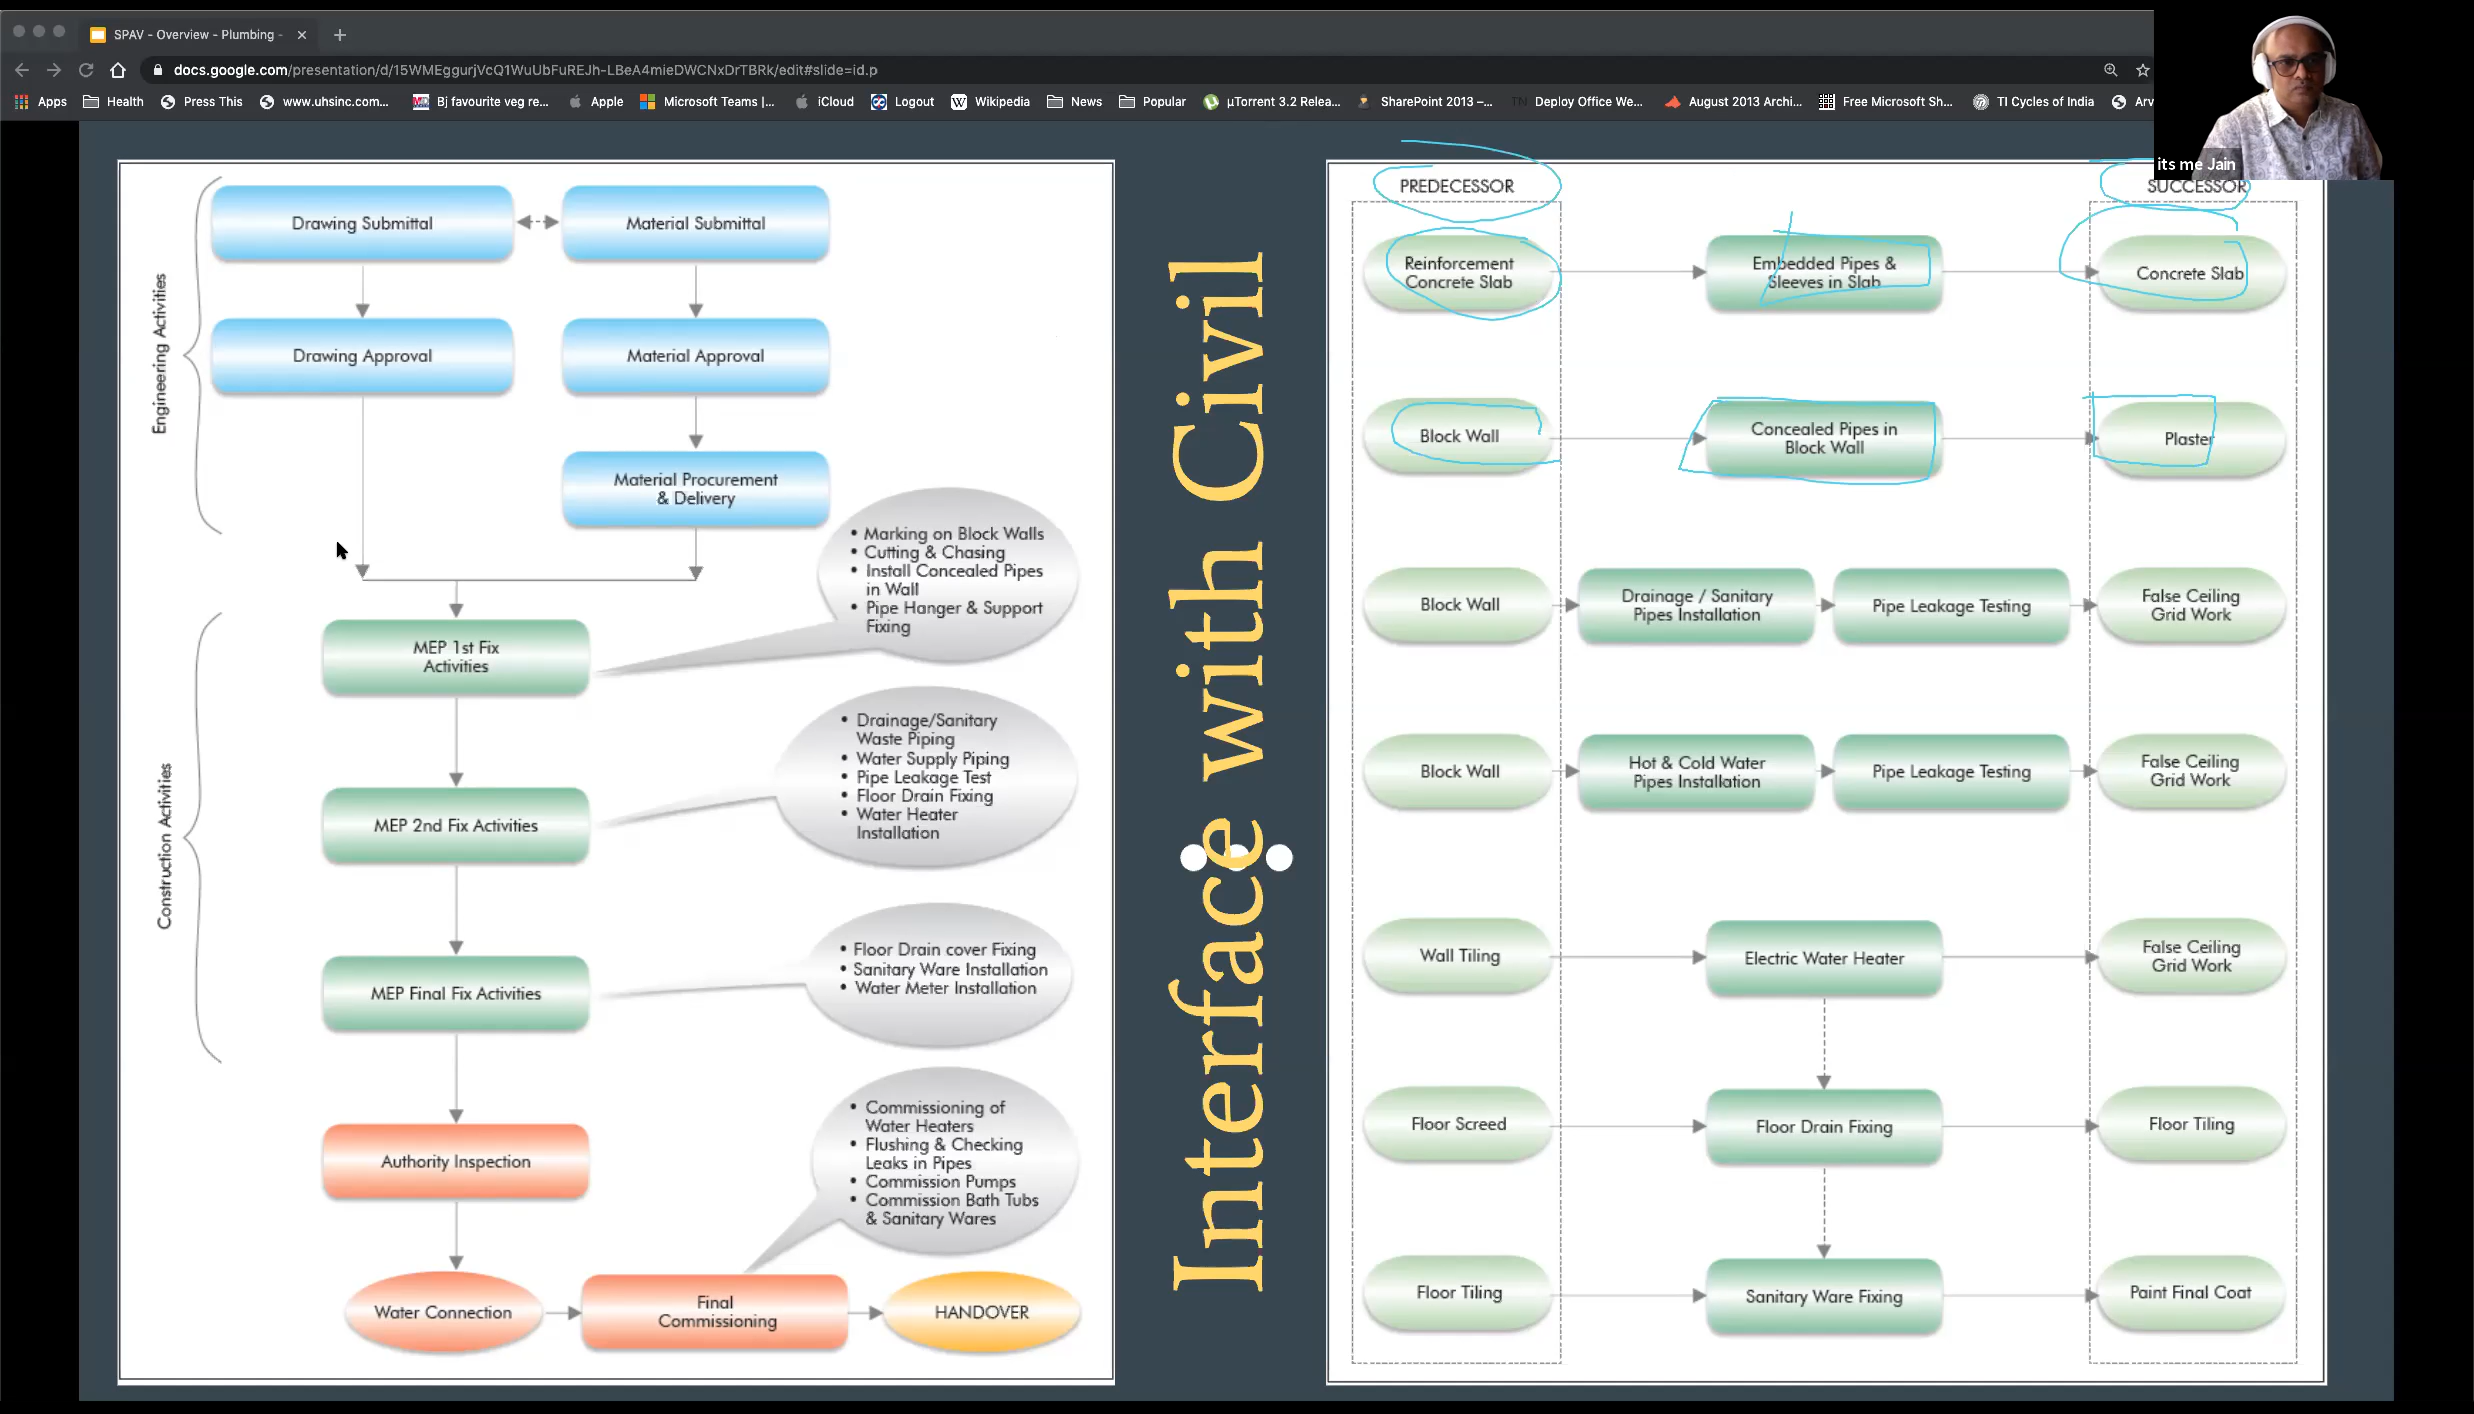 SPAV - Overview - Plumbing -
docs.google.com/presentation/d/15WMEggurjVcQ1WuUbFuREJh-LBeA4mieDWCNxDrTBRk/edit#slide=id.p
Apps
Health
Press This
www.uhsinc.com...
Bj favourite veg re...
Apple
Microsoft Teams |...
iCloud
Logout
Wikipedia
News
Popular
µTorrent 3.2 Relea...
SharePoint 2013 –...
Deploy Office We...
August 2013 Archi...
Free Microsoft Sh...
TI Cycles of India
Arv
its me Jain
Engineering Activities
Drawing Submittal
Material Submittal
Drawing Approval
Material Approval
Material Procurement
& Delivery
• Marking on Block Walls
• Cutting & Chasing
• Install Concealed Pipes
in Wall
• Pipe Hanger & Support
Fixing
Construction Activities
MEP 1st Fix
Activities
• Drainage/Sanitary
Waste Piping
• Water Supply Piping
• Pipe Leakage Test
• Floor Drain Fixing
• Water Heater
Installation
MEP 2nd Fix Activities
• Floor Drain cover Fixing
• Sanitary Ware Installation
• Water Meter Installation
MEP Final Fix Activities
• Commissioning of
Water Heaters
• Flushing & Checking
Leaks in Pipes
• Commission Pumps
• Commission Bath Tubs
& Sanitary Wares
Authority Inspection
Water Connection
Final
Commissioning
HANDOVER
Interface with Civil
PREDECESSOR
SUCCESSOR
Reinforcement
Concrete Slab
Embedded Pipes &
Sleeves in Slab
Concrete Slab
Block Wall
Concealed Pipes in
Block Wall
Plaster
Block Wall
Drainage / Sanitary
Pipes Installation
Pipe Leakage Testing
False Ceiling
Grid Work
Block Wall
Hot & Cold Water
Pipes Installation
Pipe Leakage Testing
False Ceiling
Grid Work
Wall Tiling
Electric Water Heater
False Ceiling
Grid Work
Floor Screed
Floor Drain Fixing
Floor Tiling
Floor Tiling
Sanitary Ware Fixing
Paint Final Coat